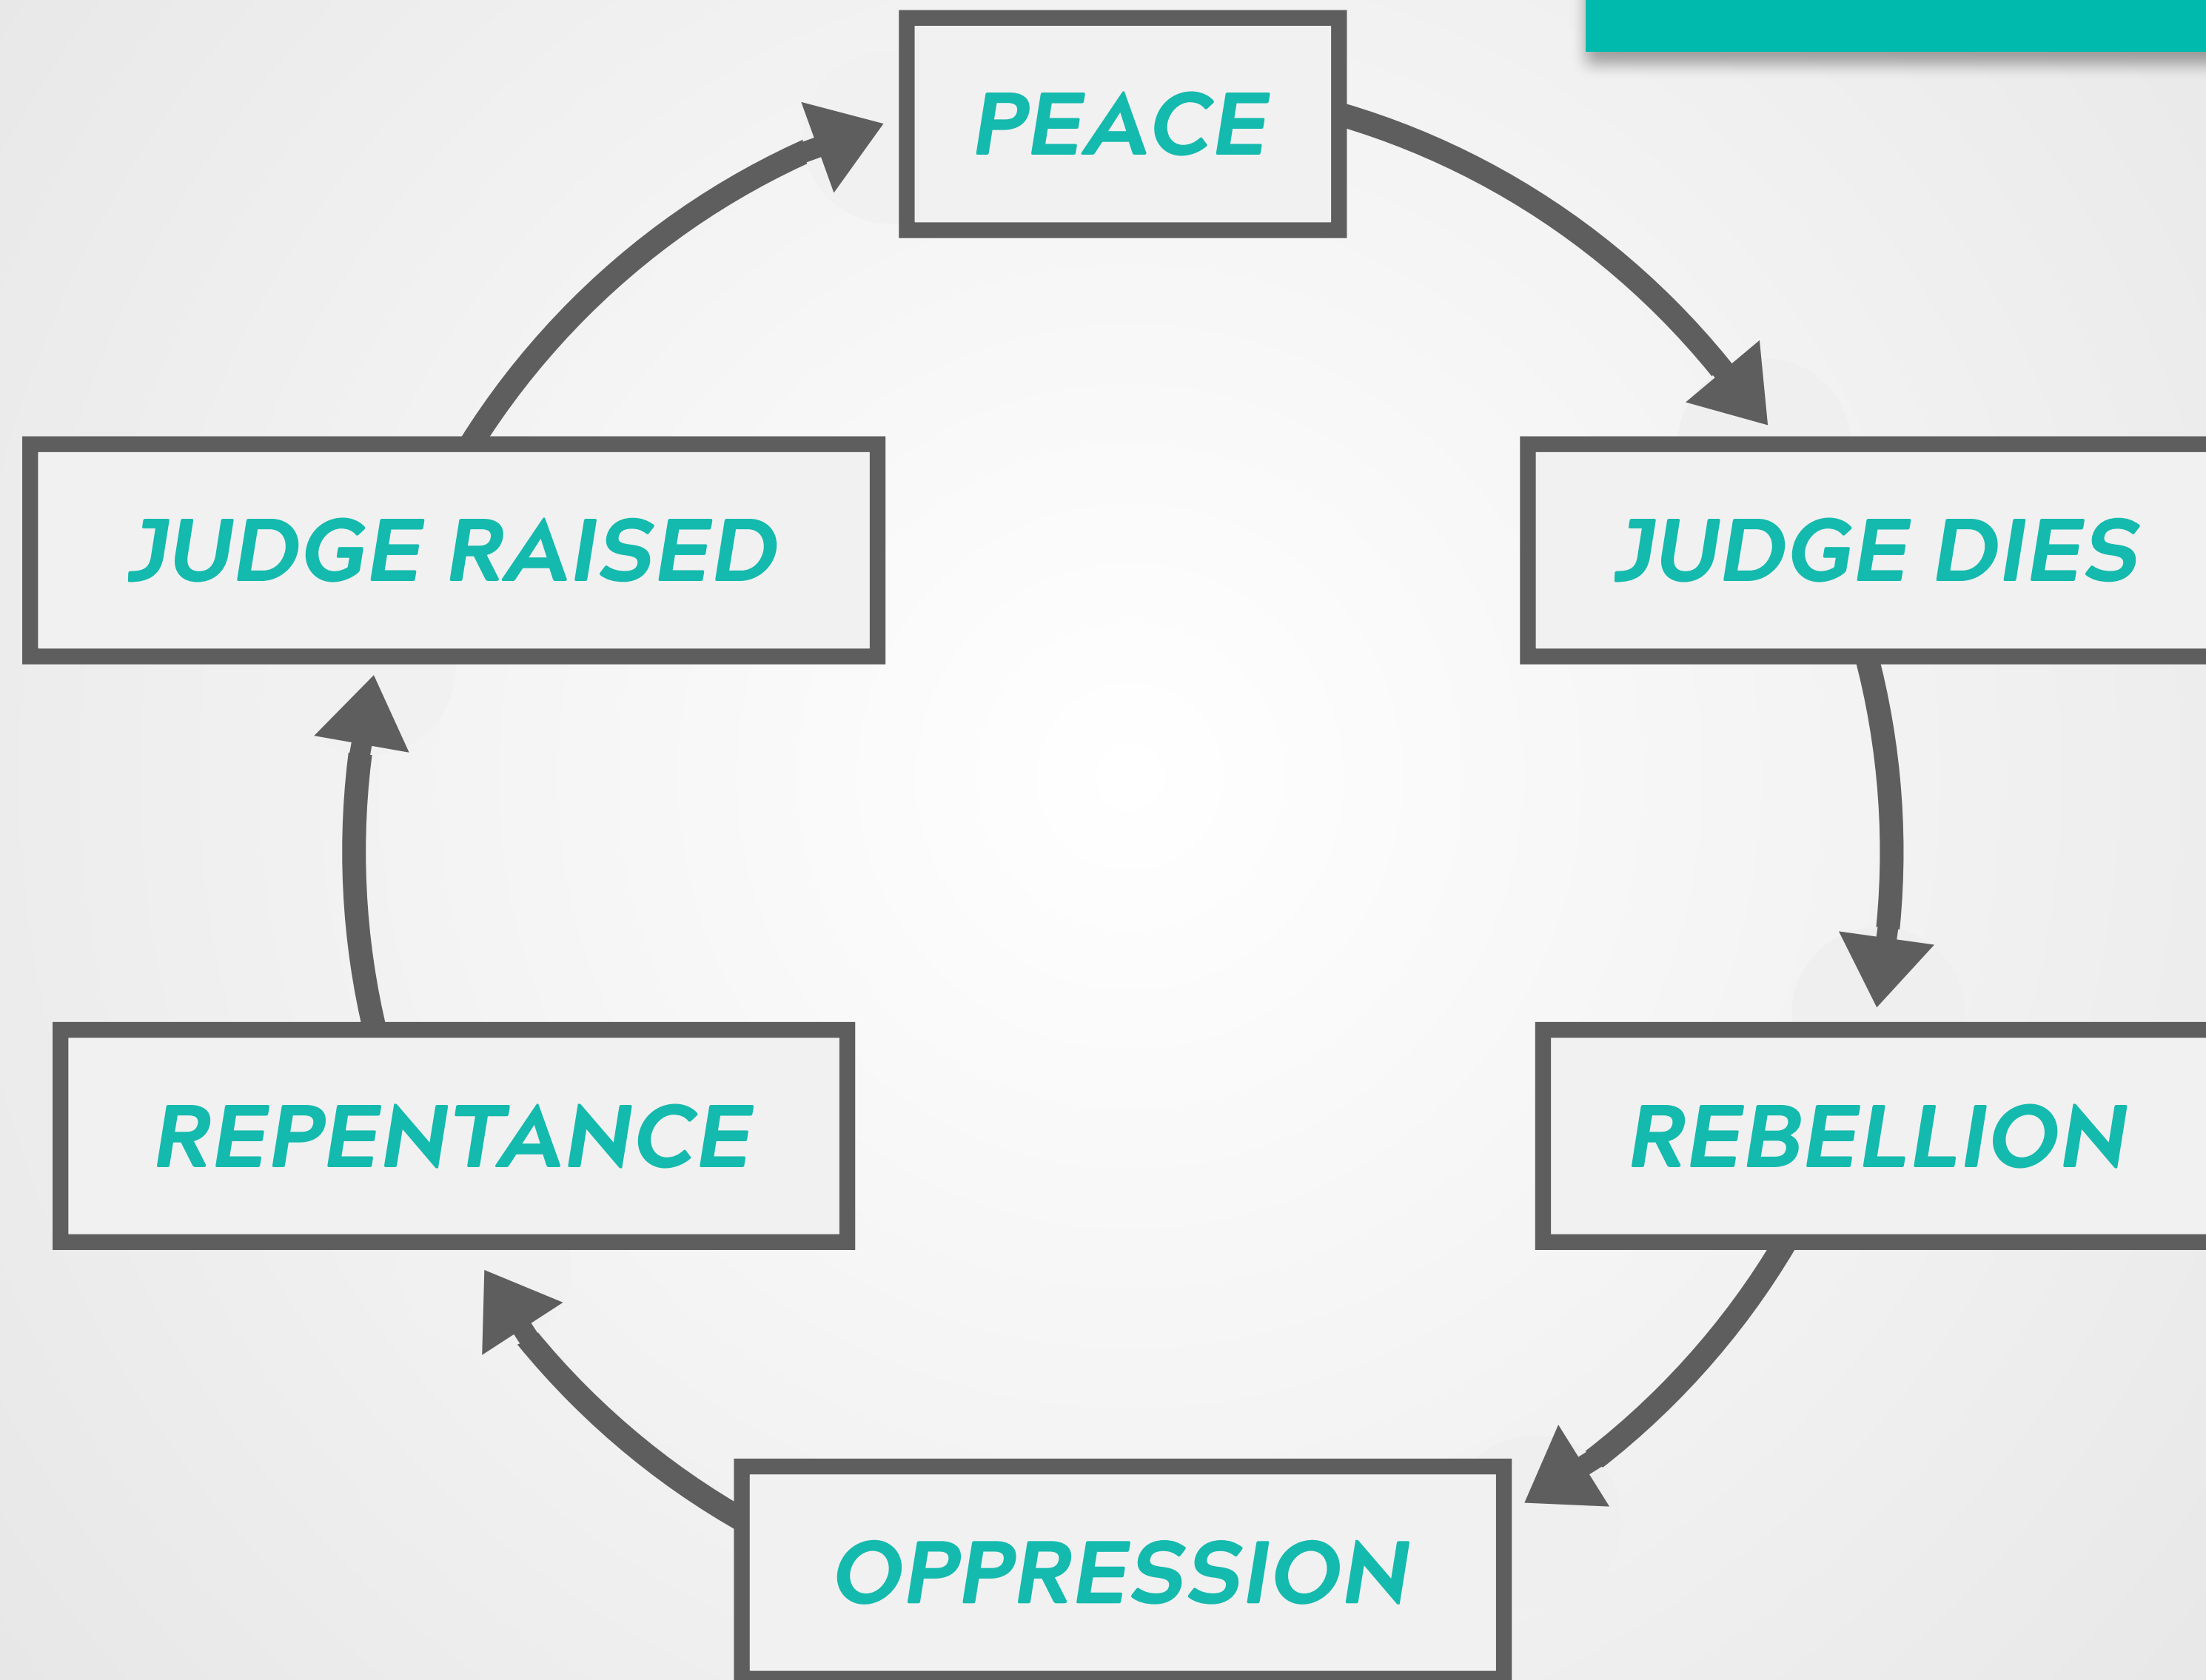 PEACE
JUDGE RAISED
JUDGE DIES
REPENTANCE
REBELLION
OPPRESSION